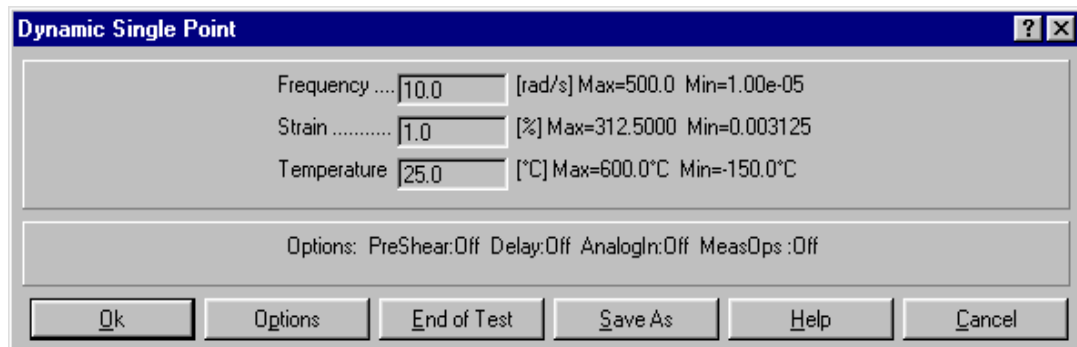 Dynamic Single Point
Frequency .... 10.0 [rad/s] Max=500.0 Min=1.00e-05
Strain ........... 1.0 [%] Max=312.5000 Min=0.003125
Temperature 25.0 [°C] Max=600.0°C Min=-150.0°C
Options: PreShear:Off Delay:Off AnalogIn:Off MeasOps :Off
Ok Options End of Test Save As Help Cancel